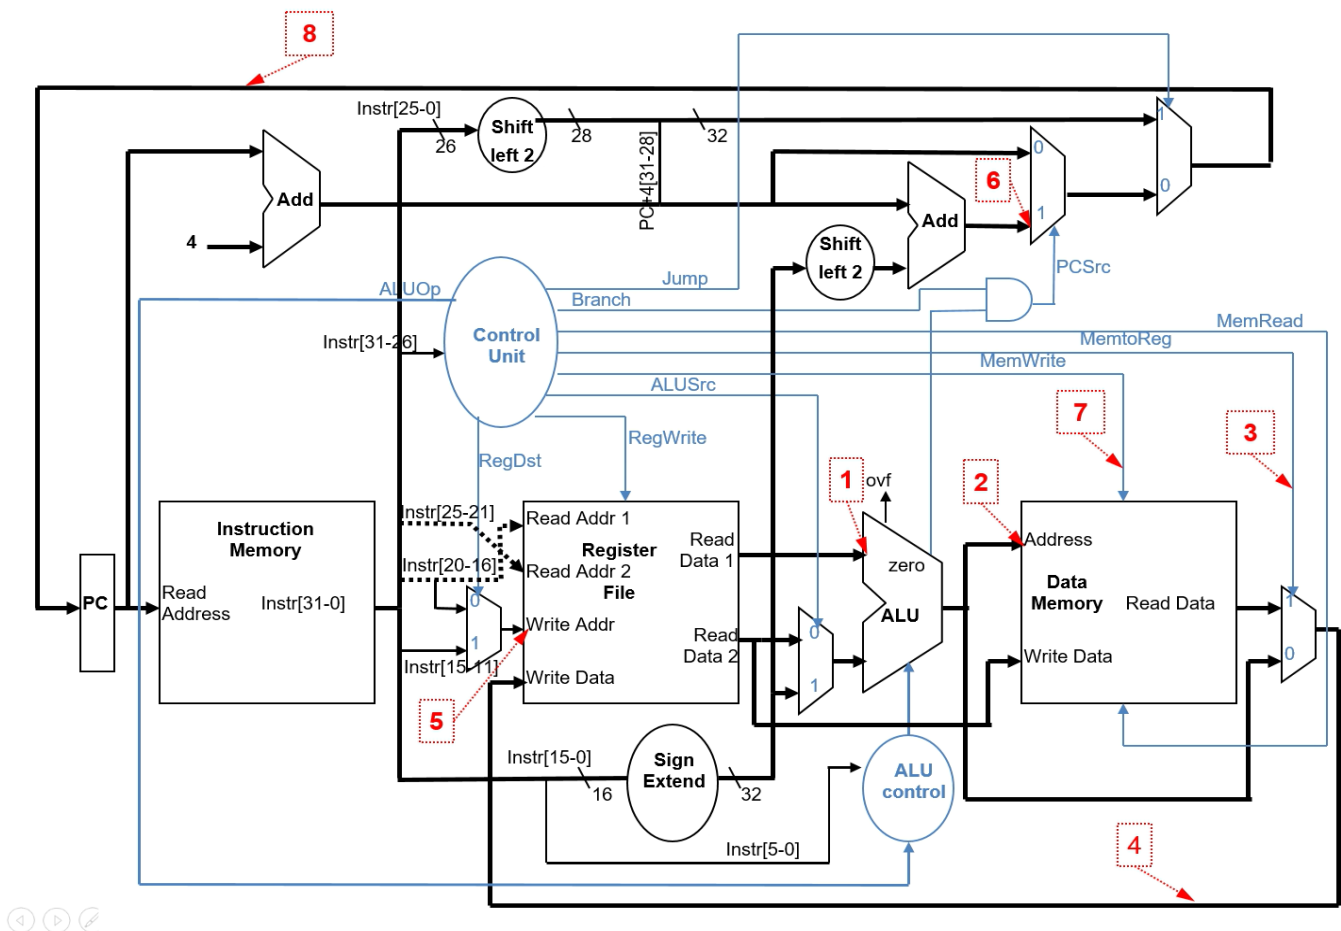 8
Instr[25-0]
26
Shift
left 2
28
32
PC+4[31-28]
1
0
Add
4
0
6
1
Add
Shift
left 2
PCSrc
ALUOp
Jump
Branch
Control
Unit
Instr[31-26]
MemRead
MemtoReg
MemWrite
ALUSrc
RegWrite
RegDst
7
3
1
ovf
2
Instruction
Memory
Instr[25-21]
Read Addr 1
Register
File
Read
Data 1
Address
Instr[20-16]
Read Addr 2
zero
Data
Memory
PC
Read
Address
Instr[31-0]
0
Write Addr
ALU
Read Data
1
1
Read
Data 2
0
Write Data
0
Instr[15-11]
Write Data
1
5
Instr[15-0]
16
Sign
Extend
32
ALU
control
Instr[5-0]
4